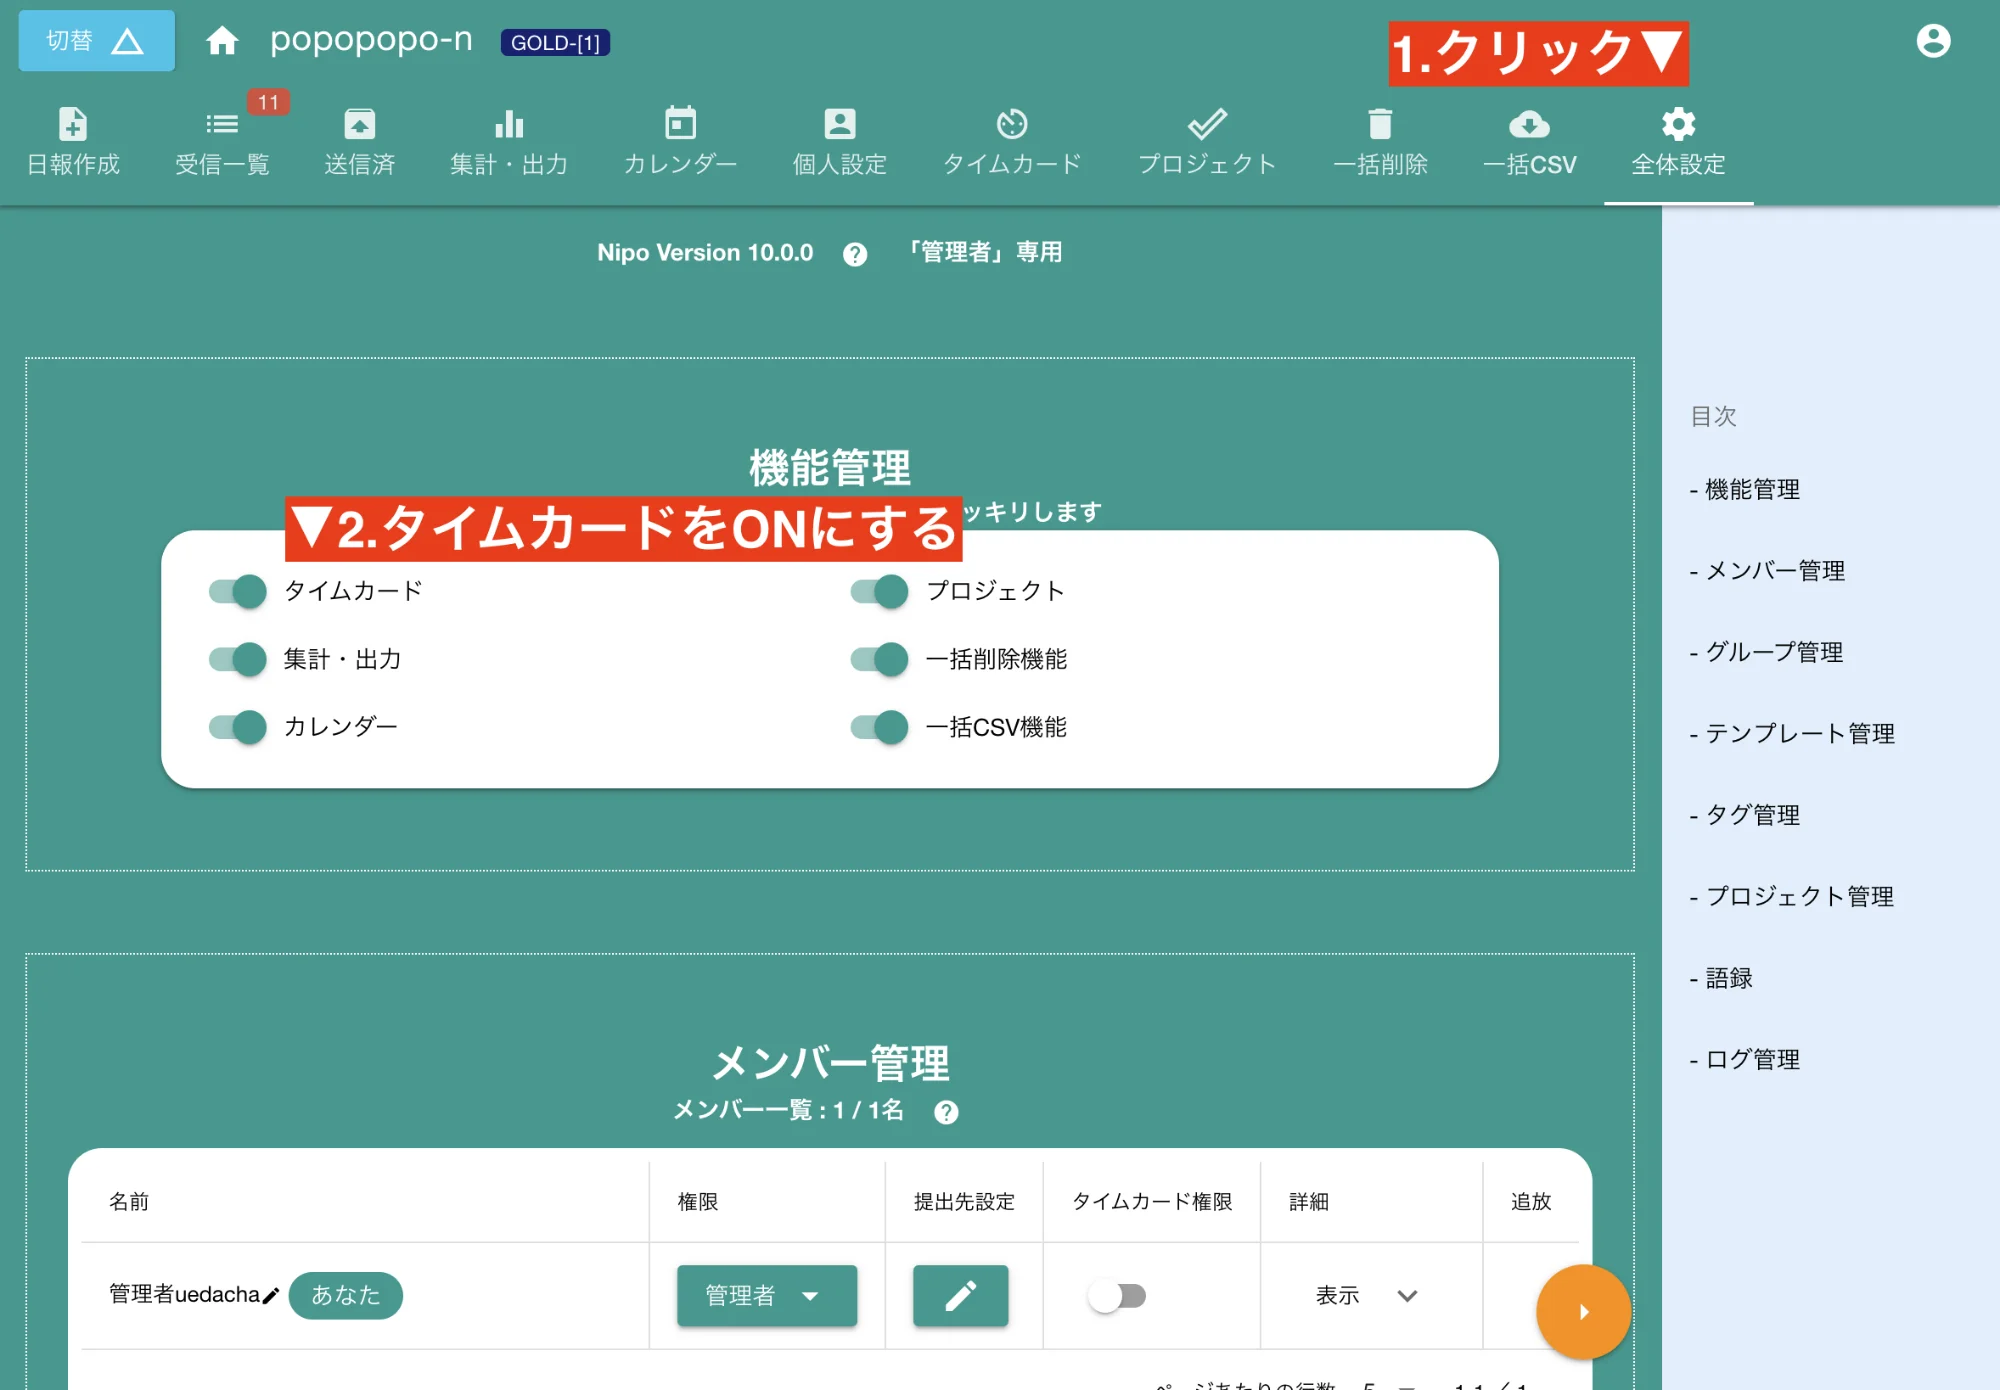 切替
popopopo-n
GOLD-[1]
1.クリック▼
日報作成
11
受信一覧
送信済
集計・出力
カレンダー
個人設定
タイムカード
プロジェクト
一括削除
一括CSV
全体設定
Nipo Version 10.0.0
「管理者」専用
機能管理
▼2.タイムカードをONにする
ッキリします
タイムカード
プロジェクト
集計・出力
一括削除機能
カレンダー
一括CSV機能
目次
- 機能管理
- メンバー管理
- グループ管理
- テンプレート管理
- タグ管理
- プロジェクト管理
- 語録
- ログ管理
メンバー管理
メンバー一覧 : 1 / 1名
名前
権限
提出先設定
タイムカード権限
詳細
追放
管理者uedacha
あなた
管理者
表示
ページあたりの行数